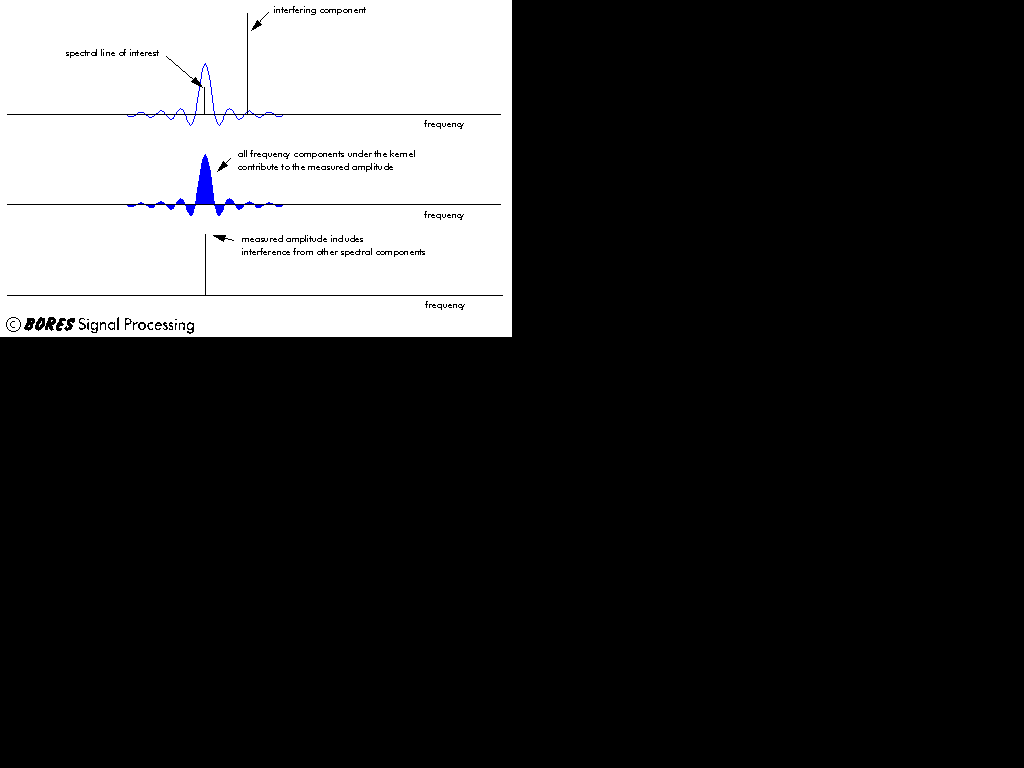 interfering component
spectral line of interest
frequency
all frequency components under the kernel
contribute to the measured amplitude
frequency
measured amplitude includes
interference from other spectral components
frequency
© BORES Signal Processing